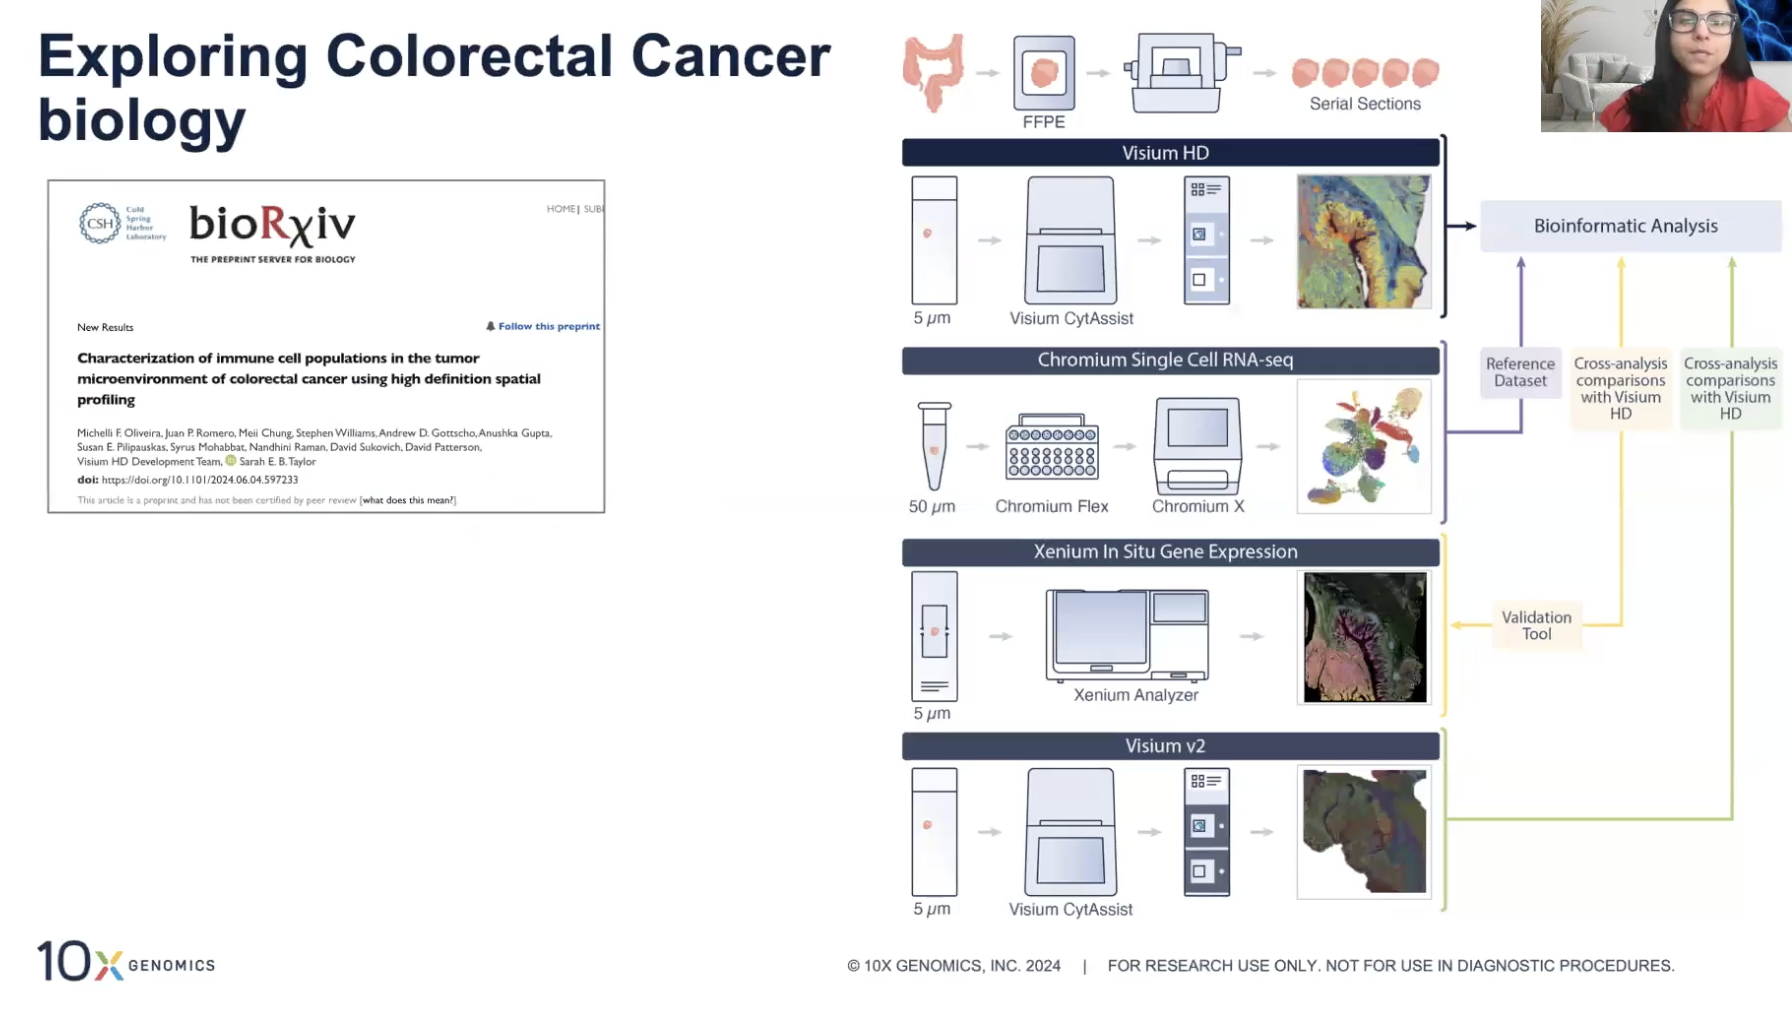 Exploring Colorectal Cancer
biology
CSH
Cold
Spring
Harbor
Laboratory
bioRχiv
THE PREPRINT SERVER FOR BIOLOGY
HOME| SUB
New Results
Follow this preprint
Characterization of immune cell populations in the tumor
microenvironment of colorectal cancer using high definition spatial
profiling
Michelli F. Oliveira, Juan P. Romero, Meii Chung, Stephen Williams, Andrew D. Gottscho, Anushka Gupta,
Susan E. Pilipauskas, Syrus Mohabbat, Nandhini Raman, David Sukovich, David Patterson,
Visium HD Development Team, iD Sarah E. B. Taylor
doi: https://doi.org/10.1101/2024.06.04.597233
This article is a preprint and has not been certified by peer review [what does this mean?]
FFPE
Serial Sections
Visium HD
5 µm
Visium CytAssist
Chromium Single Cell RNA-seq
50 µm
Chromium Flex
Chromium X
Xenium In Situ Gene Expression
5 µm
Xenium Analyzer
Visium v2
5 µm
Visium CytAssist
Bioinformatic Analysis
Reference
Dataset
Cross-analysis
comparisons
with Visium
HD
Cross-analysis
comparisons
with Visium
HD
Validation
Tool
10X GENOMICS
© 10X GENOMICS, INC. 2024 | FOR RESEARCH USE ONLY. NOT FOR USE IN DIAGNOSTIC PROCEDURES.